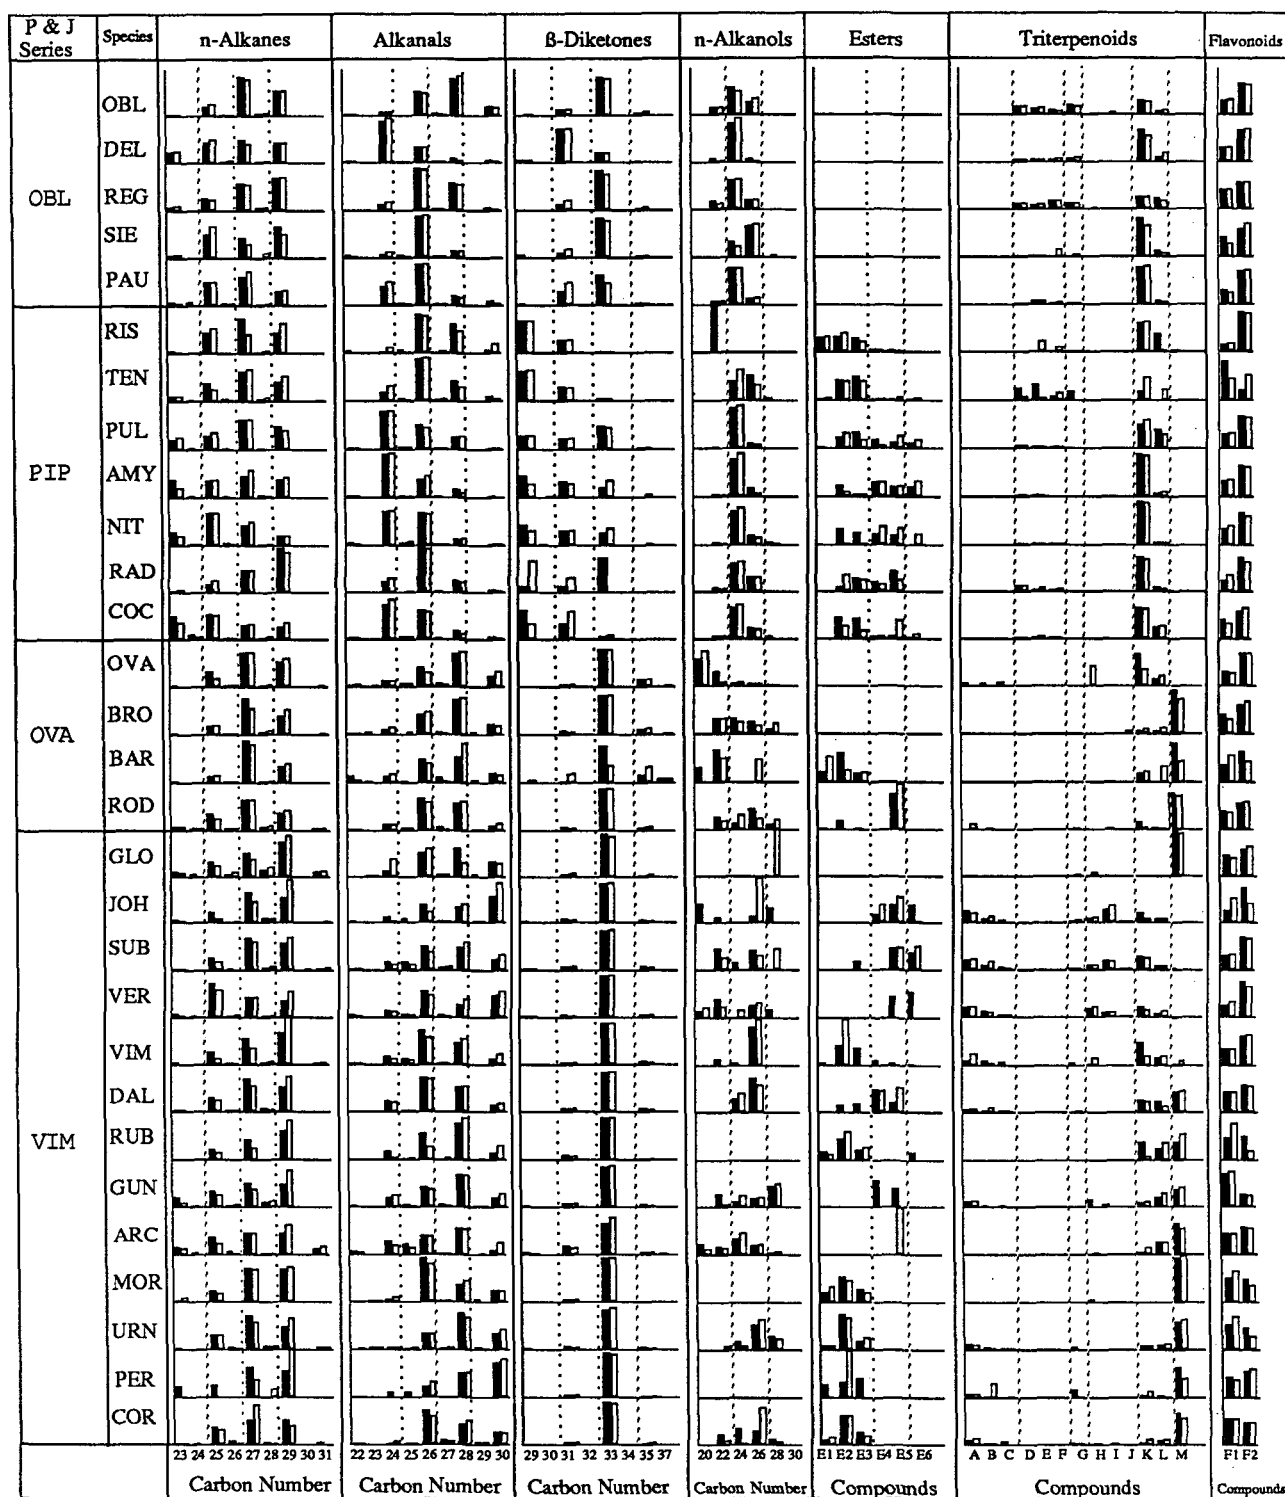 P & J Series Species n-Alkanes Alkanals ß-Diketones n-Alkanols Esters Triterpenoids Flavonoids
OBL
DEL
OBL REG
SIE
PAU
RIS
TEN
PUL
PIP AMY
NIT
RAD
COC
OVA
OVA BRO
BAR
ROD
GLO
JOH
SUB
VER
VIM
DAL
VIM RUB
GUN
ARC
MOR
URN
PER
COR
23 24 25 26 27 28 29 31 22 23 24 25 26 27 28 29 30 29 30 31 32 33 34 35 37 20 22 24 26 28 30 E1 E2 E3 E4 E5 E6 A B C D E F G H I J K L M F1 F2
Carbon Number Carbon Number Carbon Number Carbon Number Compounds Compounds Compounds